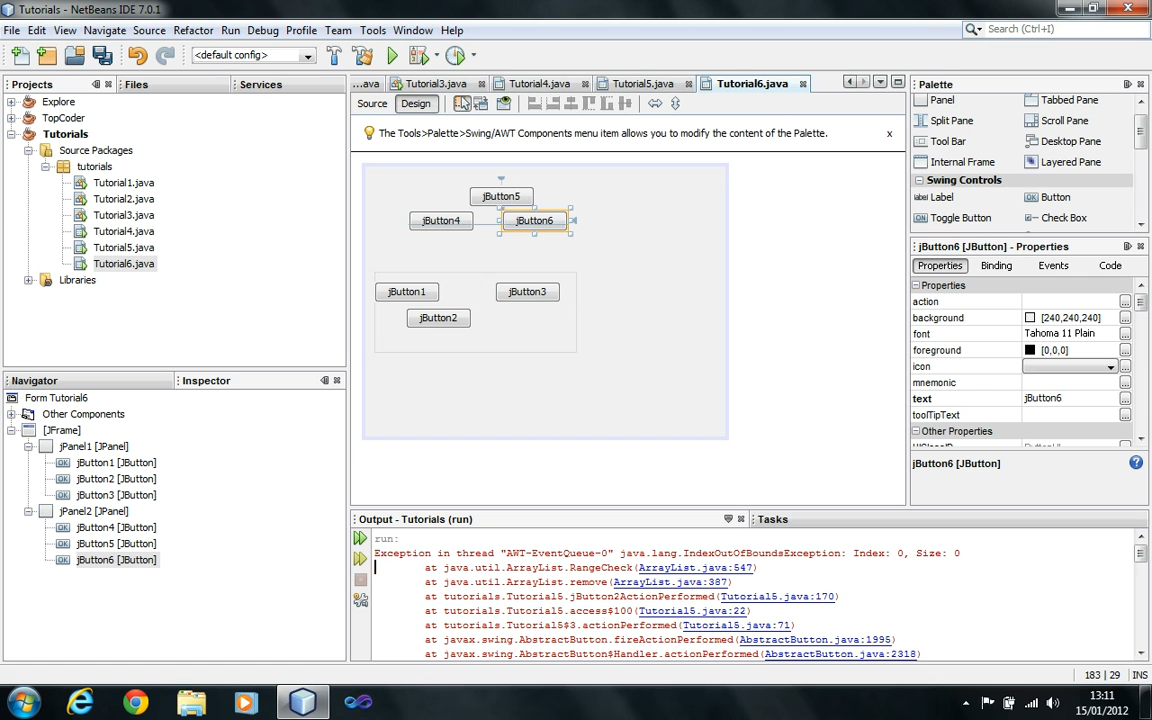 Tutorials - NetBeans IDE 7.0.1
File Edit View Navigate Source Refactor Run Debug Profile Team Tools Window Help
Search (Ctrl+I)
<default config>
Projects Files Services
Explore
TopCoder
Tutorials
Source Packages
tutorials
Tutorial1.java
Tutorial2.java
Tutorial3.java
Tutorial4.java
Tutorial5.java
Tutorial6.java
Libraries
Navigator Inspector
Form Tutorial6
Other Components
[JFrame]
jPanel1 [JPanel]
OK jButton1 [JButton]
OK jButton2 [JButton]
OK jButton3 [JButton]
jPanel2 [JPanel]
OK jButton4 [JButton]
OK jButton5 [JButton]
OK jButton6 [JButton]
...ava Tutorial3.java Tutorial4.java Tutorial5.java Tutorial6.java
Source Design
The Tools>Palette>Swing/AWT Components menu item allows you to modify the content of the Palette. x
jButton5
jButton4 jButton6
jButton1 jButton3
jButton2
Output - Tutorials (run) Tasks
run:
Exception in thread "AWT-EventQueue-0" java.lang.IndexOutOfBoundsException: Index: 0, Size: 0
at java.util.ArrayList.RangeCheck(ArrayList.java:547)
at java.util.ArrayList.remove(ArrayList.java:387)
at tutorials.Tutorial5.jButton2ActionPerformed(Tutorial5.java:170)
at tutorials.Tutorial5.access$100(Tutorial5.java:22)
at tutorials.Tutorial5$3.actionPerformed(Tutorial5.java:71)
at javax.swing.AbstractButton.fireActionPerformed(AbstractButton.java:1995)
at javax.swing.AbstractButton$Handler.actionPerformed(AbstractButton.java:2318)
Palette
Panel Tabbed Pane
Split Pane Scroll Pane
Tool Bar Desktop Pane
Internal Frame Layered Pane
Swing Controls
label Label OK Button
Toggle Button Check Box
jButton6 [JButton] - Properties
Properties Binding Events Code
Properties
action ...
background [240,240,240] ...
font Tahoma 11 Plain ...
foreground [0,0,0] ...
icon ...
mnemonic ...
text jButton6 ...
toolTipText ...
Other Properties
jButton6 [JButton]
183 | 29 INS
13:11
15/01/2012